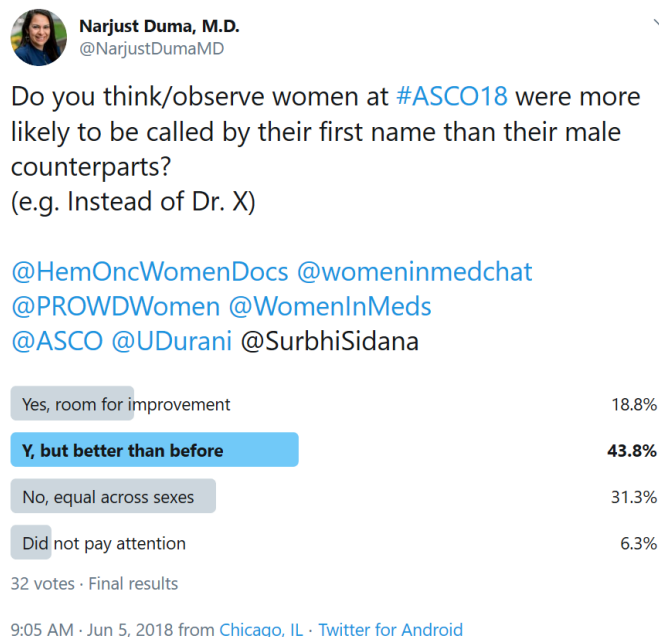 Narjust Duma, M.D.
@NarjustDumaMD
Do you think/observe women at #ASCO18 were more
likely to be called by their first name than their male
counterparts?
(e.g. Instead of Dr. X)
@HemOncWomenDocs @womeninmedchat
@PROWDWomen @WomenInMeds
@ASCO @UDurani @SurbhiSidana
Yes, room for improvement 18.8%
Y, but better than before 43.8%
No, equal across sexes 31.3%
Did not pay attention 6.3%
32 votes · Final results
9:05 AM · Jun 5, 2018 from Chicago, IL · Twitter for Android